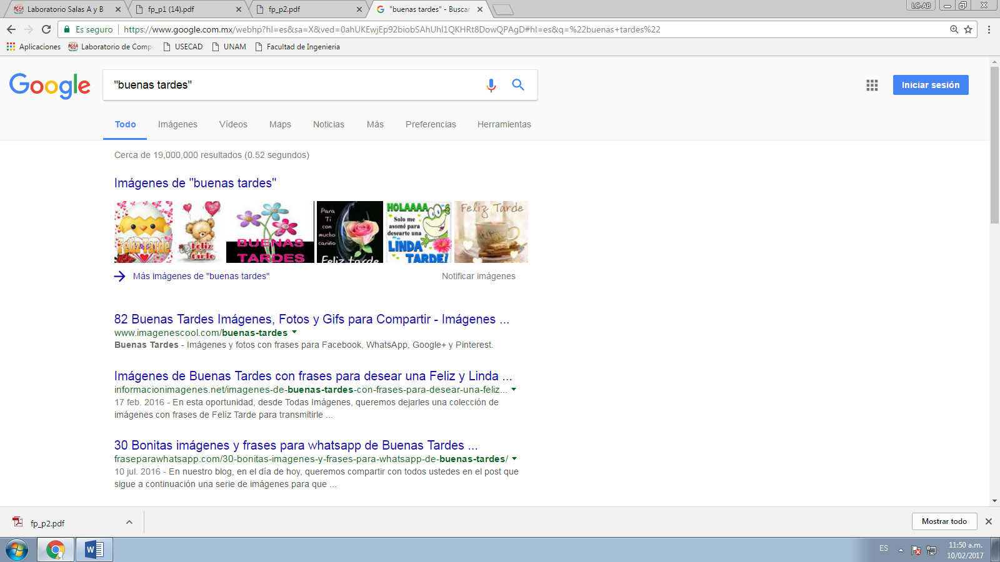 Laboratorio Salas A y B
fp_p1 (14).pdf
fp_p2.pdf
"buenas tardes" - Buscar
LC-AB
Es seguro
https://www.google.com.mx/webhp?hl=es&sa=X&ved=0ahUKEwjEp92biobSAhUhI1QKHRt8DowQPAgD#hl=es&q=%22buenas+tardes%22
Aplicaciones
Laboratorio de Compu
USECAD
UNAM
Facultad de Ingenieria
Google
"buenas tardes"
Iniciar sesión
Todo
Imágenes
Vídeos
Maps
Noticias
Más
Preferencias
Herramientas
Cerca de 19,000,000 resultados (0.52 segundos)
Imágenes de "buenas tardes"
Feliz Tarde
Feliz
tarde
BUENAS
TARDES
Para
Ti
con
mucho
cariño
Feliz tarde
HOLAAAA
Solo me
asomé para
desearte una
LINDA
TARDE!
Feliz Tarde
Más imágenes de "buenas tardes"
Notificar imágenes
82 Buenas Tardes Imágenes, Fotos y Gifs para Compartir - Imágenes ...
www.imagenescool.com/buenas-tardes
Buenas Tardes - Imágenes y fotos con frases para Facebook, WhatsApp, Google+ y Pinterest.
Imágenes de Buenas Tardes con frases para desear una Feliz y Linda ...
informacionimagenes.net/imagenes-de-buenas-tardes-con-frases-para-desear-una-feliz...
17 feb. 2016 - En esta oportunidad, desde Todas Imágenes, queremos dejarles una colección de
imágenes con frases de Felíz Tarde para transmitirle ...
30 Bonitas imágenes y frases para whatsapp de Buenas Tardes ...
fraseparawhatsapp.com/30-bonitas-imagenes-y-frases-para-whatsapp-de-buenas-tardes/
10 jul. 2016 - En nuestro blog, en el día de hoy, queremos compartir con todos ustedes en el post que
sigue a continuación una serie de imágenes para que ...
fp_p2.pdf
Mostrar todo
ES
11:50 a.m.
10/02/2017